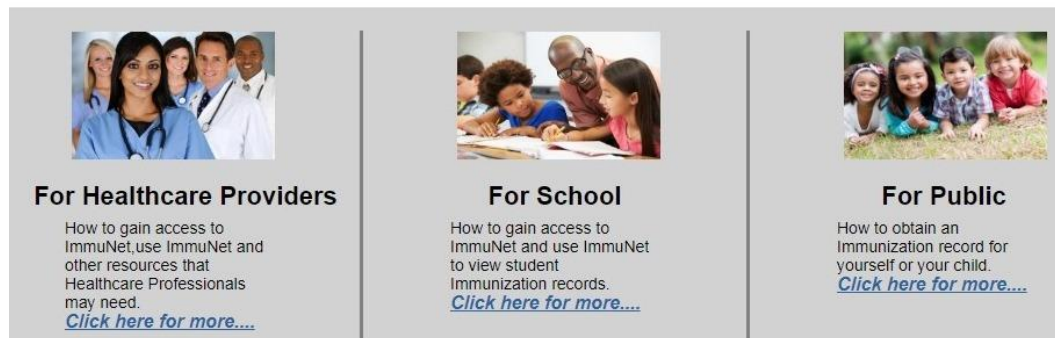 For Healthcare Providers
How to gain access to
ImmuNet,use ImmuNet and
other resources that
Healthcare Professionals
may need.
Click here for more....
For School
How to gain access to
ImmuNet and use ImmuNet
to view student
Immunization records.
Click here for more....
For Public
How to obtain an
Immunization record for
yourself or your child.
Click here for more....